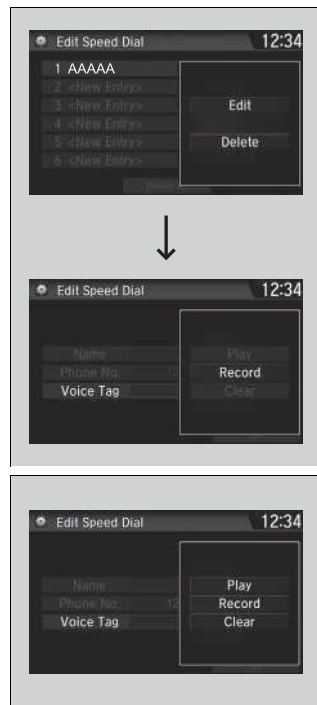 Edit Speed Dial 12:34
1 AAAAA
2 <New Entry>
3 <New Entry>
4 <New Entry>
5 <New Entry>
6 <New Entry>
Edit
Delete
Edit Speed Dial 12:34
Name
Phone No. 12
Voice Tag
Play
Record
Clear
Edit Speed Dial 12:34
Name
Phone No. 12
Voice Tag
Play
Record
Clear